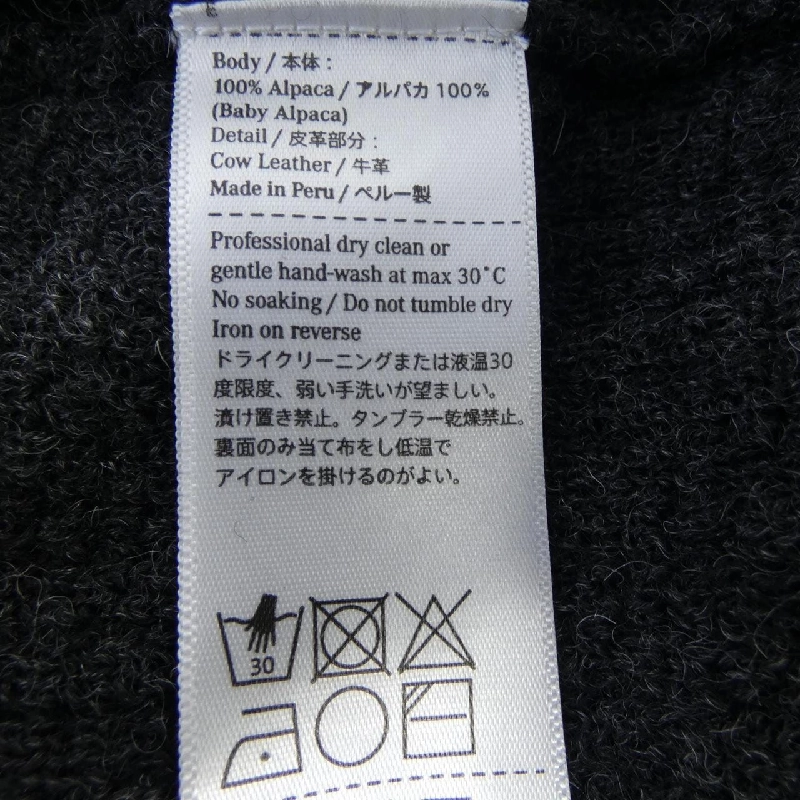 Body / 本体 :
100% Alpaca / アルパカ 100%
(Baby Alpaca)
Detail / 皮革部分 :
Cow Leather / 牛革
Made in Peru / ペルー製
Professional dry clean or
gentle hand-wash at max 30°C
No soaking / Do not tumble dry
Iron on reverse
ドライクリーニングまたは液温30
度限度、弱い手洗いが望ましい。
漬け置き禁止。タンブラー乾燥禁止。
裏面のみ当て布をし低温で
アイロンを掛けるのがよい。
30